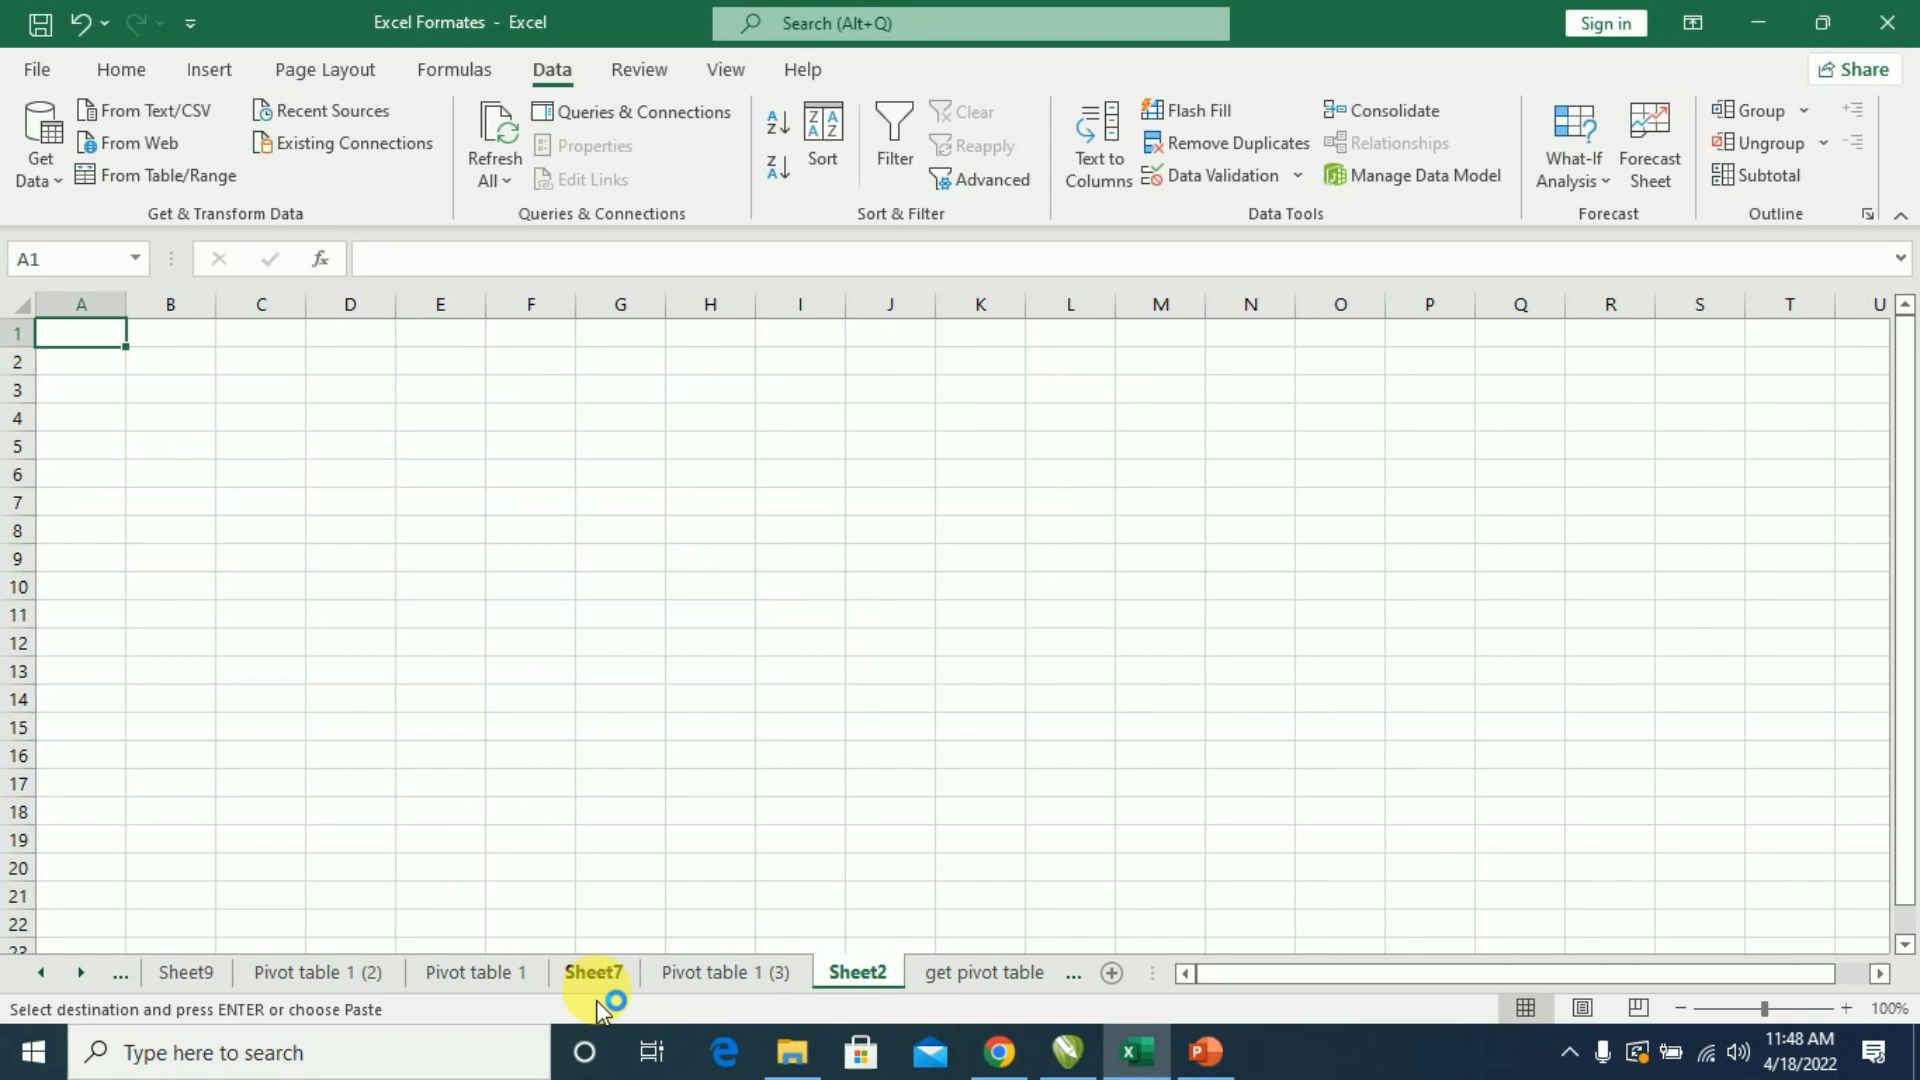 Excel Formates - Excel
Search (Alt+Q)
Sign in
File Home Insert Page Layout Formulas Data Review View Help
Share
Get Data
From Text/CSV
From Web
From Table/Range
Recent Sources
Existing Connections
Get & Transform Data
Refresh All
Queries & Connections
Properties
Edit Links
Queries & Connections
Sort
Filter
Clear
Reapply
Advanced
Sort & Filter
Text to Columns
Flash Fill
Remove Duplicates
Data Validation
Consolidate
Relationships
Manage Data Model
Data Tools
What-If Analysis
Forecast Sheet
Forecast
Group
Ungroup
Subtotal
Outline
A1
fx
A B C D E F G H I J K L M N O P Q R S T U
1
2
3
4
5
6
7
8
9
10
11
12
13
14
15
16
17
18
19
20
21
22
23
... Sheet9 Pivot table 1 (2) Pivot table 1 Sheet7 Pivot table 1 (3) Sheet2 get pivot table ...
Select destination and press ENTER or choose Paste
100%
Type here to search
11:48 AM
4/18/2022